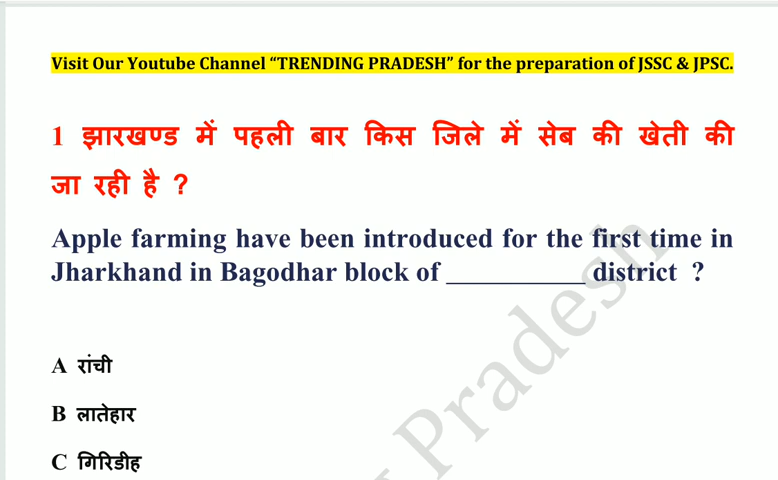 Visit Our Youtube Channel “TRENDING PRADESH” for the preparation of JSSC & JPSC.
1 झारखण्ड में पहली बार किस जिले में सेब की खेती की
जा रही है ?
Apple farming have been introduced for the first time in
Jharkhand in Bagodhar block of __________ district ?
A रांची
B लातेहार
C गिरिडीह
Pradesh